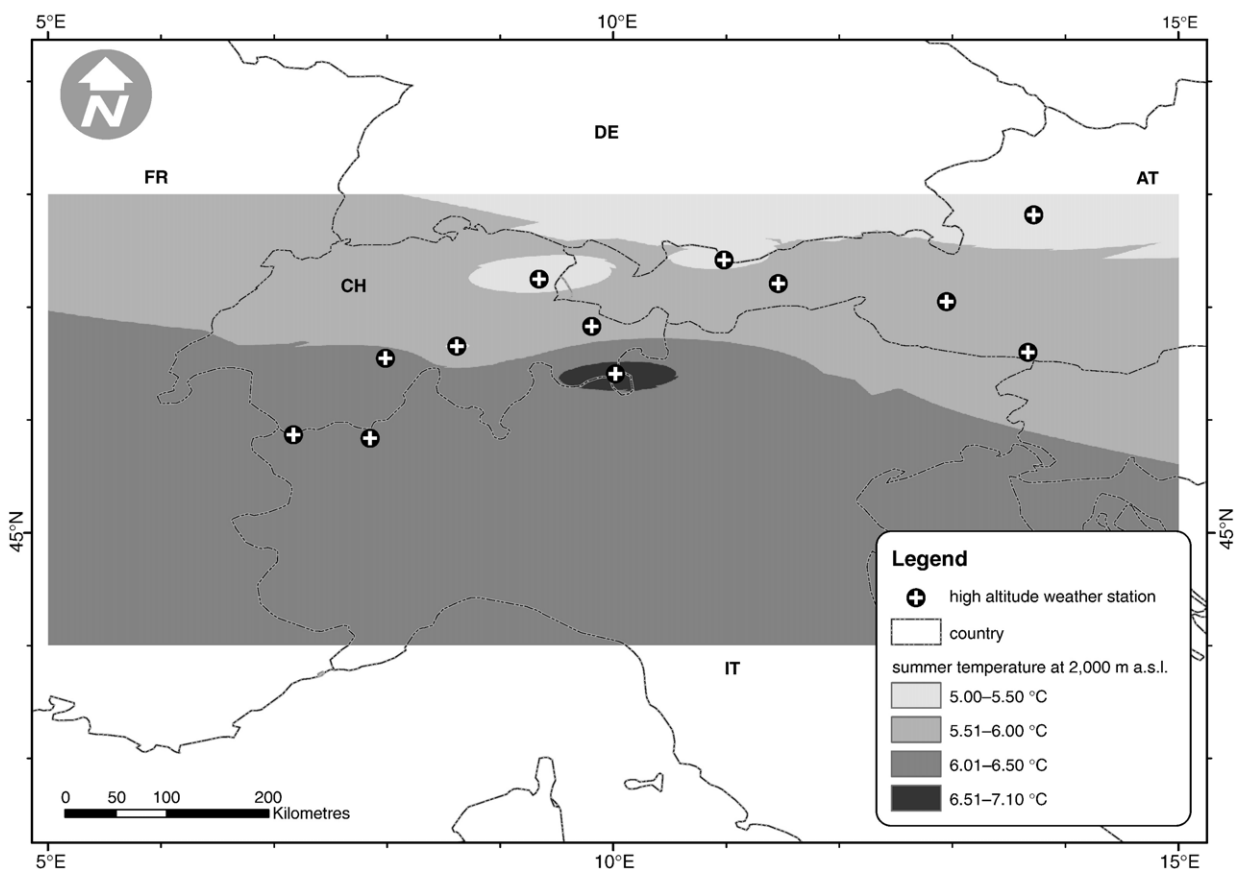 5°E 10°E 15°E
N
DE
FR
AT
CH
45°N 45°N
Legend
high altitude weather station
country
IT
summer temperature at 2,000 m a.s.l.
5.00–5.50 °C
5.51–6.00 °C
6.01–6.50 °C
6.51–7.10 °C
0 50 100 200
Kilometres
5°E 10°E 15°E